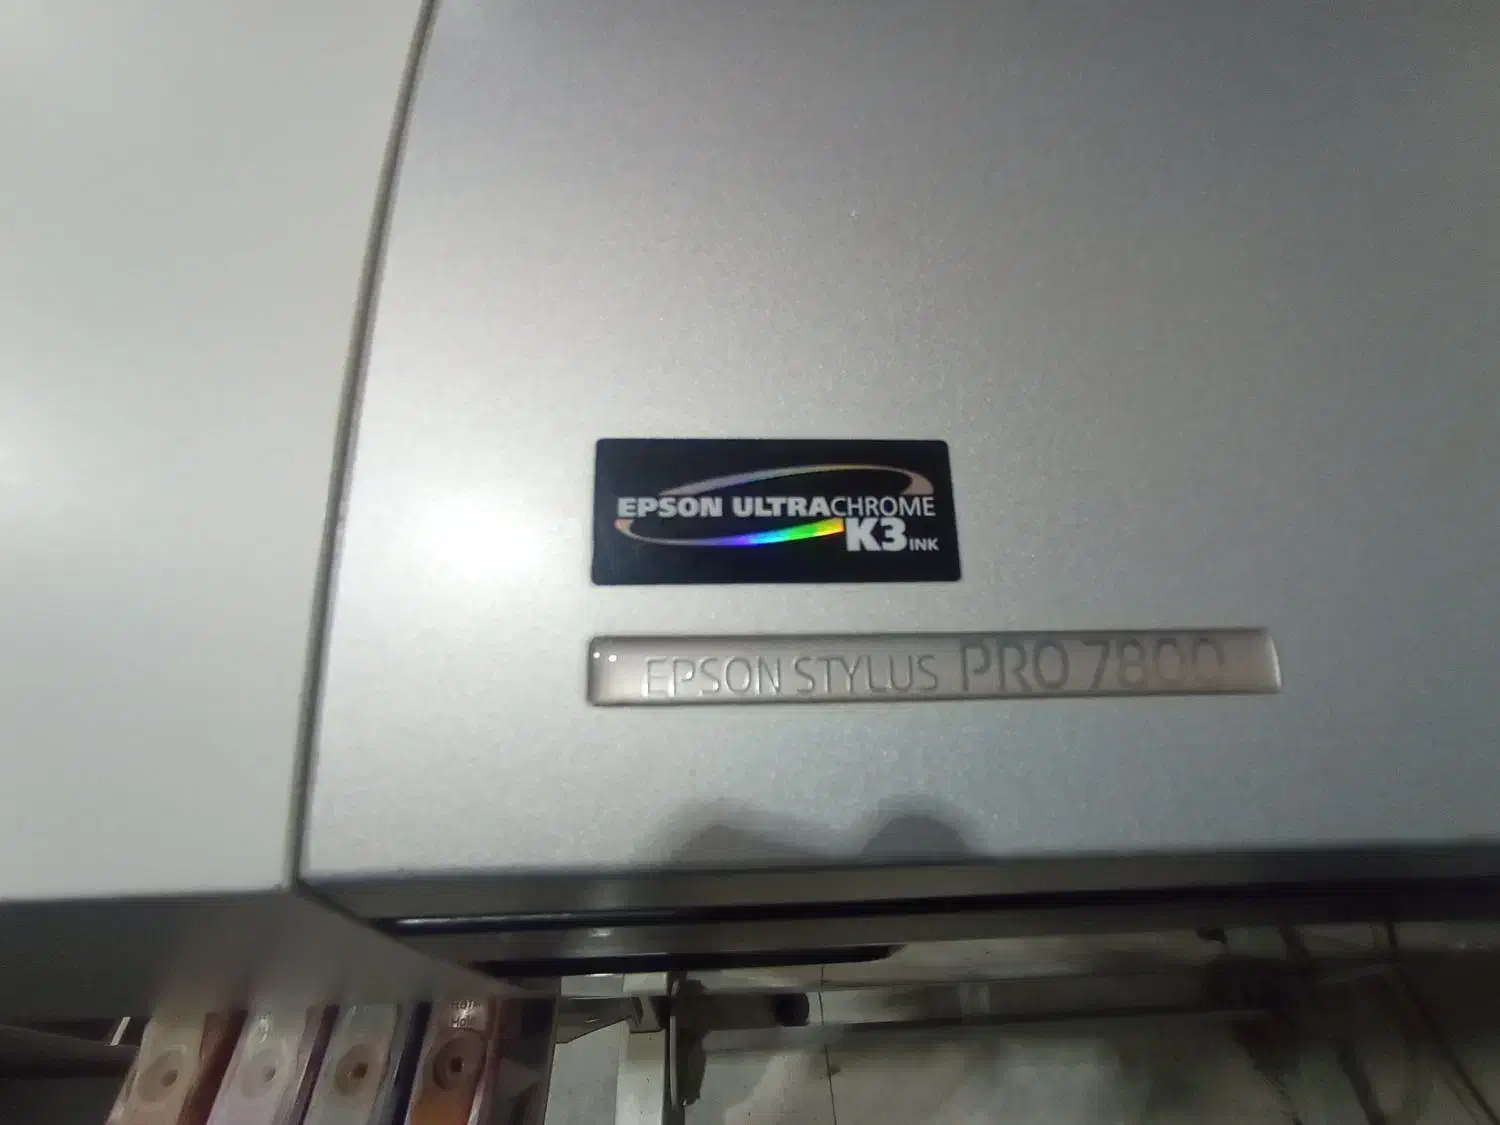 EPSON ULTRACHROME
K3 INK
EPSON STYLUS PRO 7800